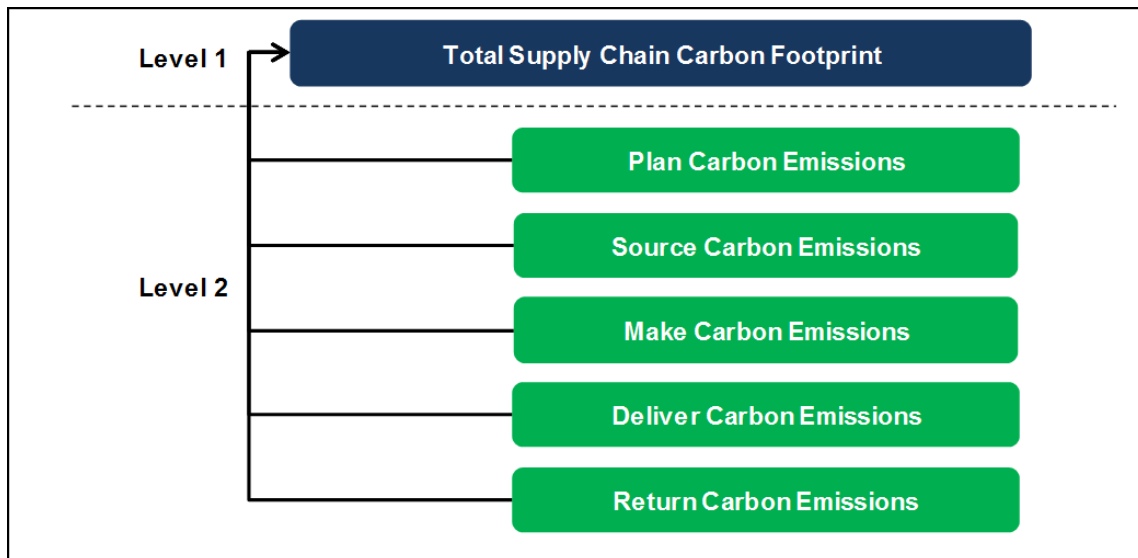 Level 1
Total Supply Chain Carbon Footprint
Plan Carbon Emissions
Source Carbon Emissions
Level 2
Make Carbon Emissions
Deliver Carbon Emissions
Return Carbon Emissions